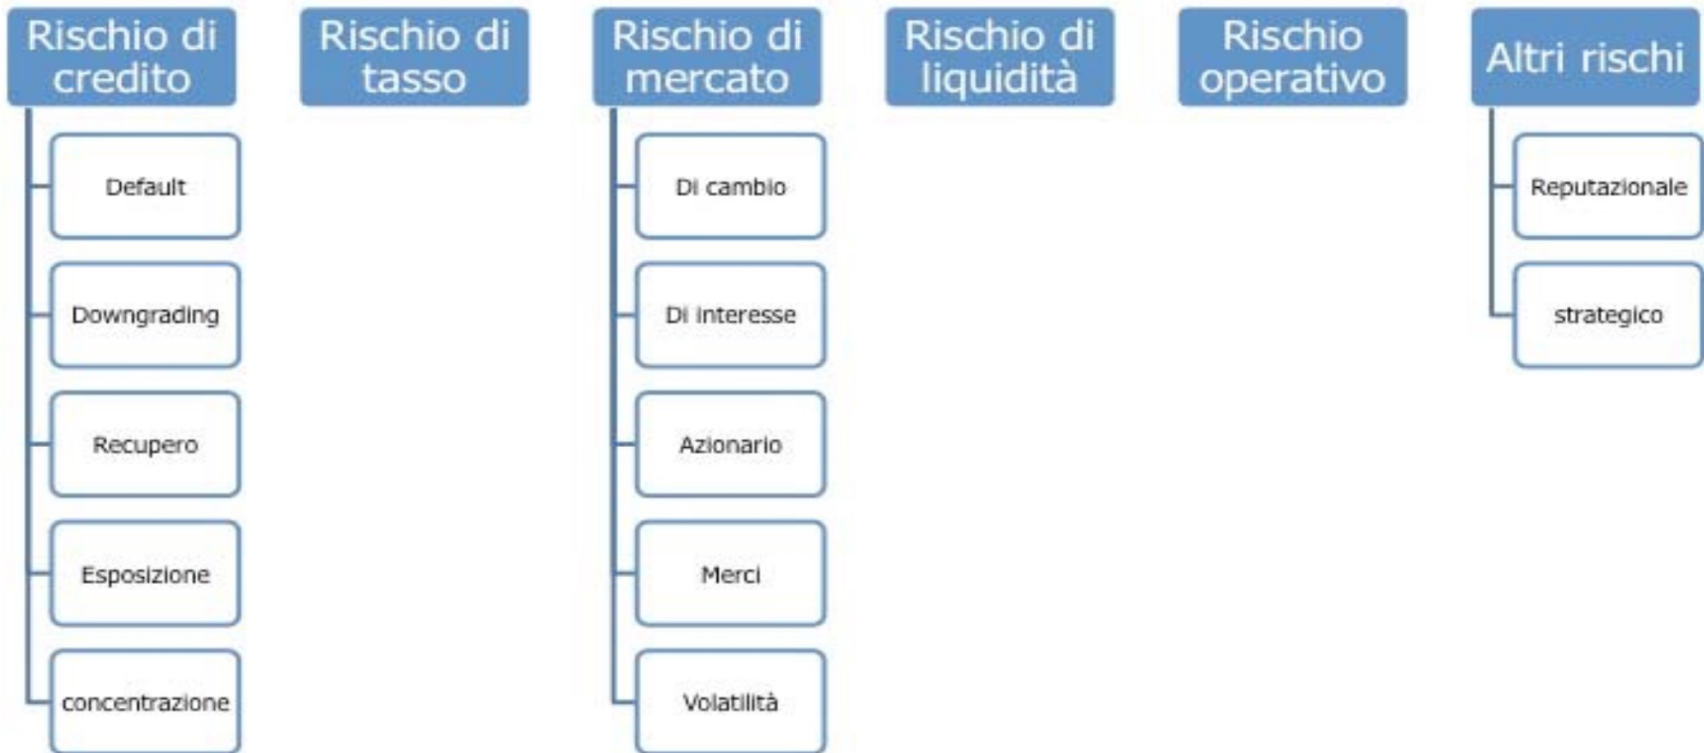 Rischio di
credito
Default
Downgrading
Recupero
Esposizione
concentrazione
Rischio di
tasso
Rischio di
mercato
Di cambio
Di interesse
Azionario
Merci
Volatilità
Rischio di
liquidità
Rischio
operativo
Altri rischi
Reputazionale
strategico